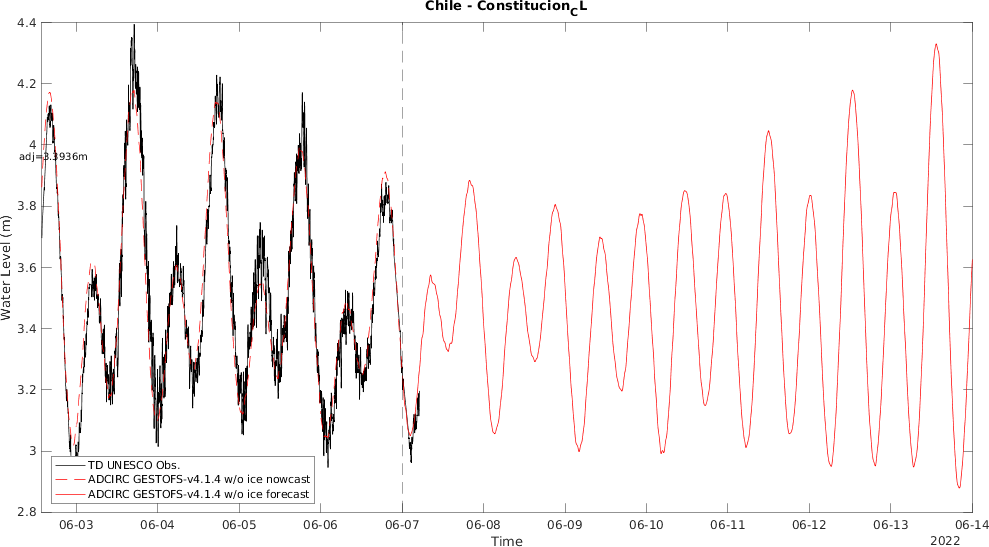 Chile - Constitucion_CL
4.4
4.2
4
adj=3.3936m
3.8
3.6
3.4
3.2
3
2.8
Water Level (m)
TD UNESCO Obs.
ADCIRC GESTOFS-v4.1.4 w/o ice nowcast
ADCIRC GESTOFS-v4.1.4 w/o ice forecast
06-03 06-04 06-05 06-06 06-07 06-08 06-09 06-10 06-11 06-12 06-13 06-14
Time
2022